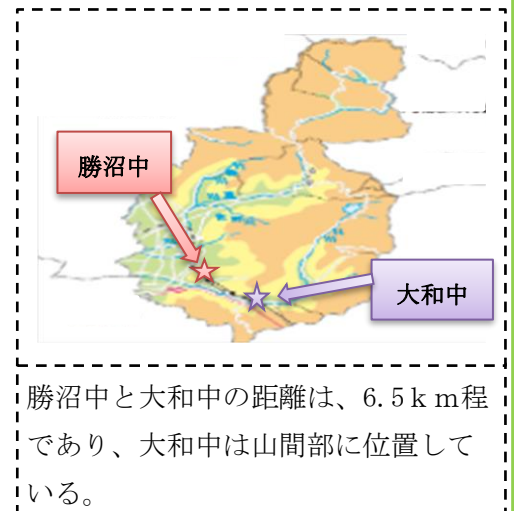 勝沼中
大和中
勝沼中と大和中の距離は、6.5ｋｍ程
であり、大和中は山間部に位置して
いる。